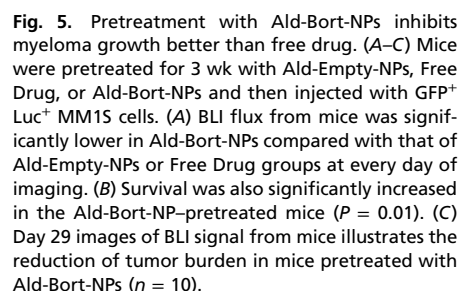 Fig. 5. Pretreatment with Ald-Bort-NPs inhibits
myeloma growth better than free drug. (A–C) Mice
were pretreated for 3 wk with Ald-Empty-NPs, Free
Drug, or Ald-Bort-NPs and then injected with GFP⁺
Luc⁺ MM1S cells. (A) BLI flux from mice was signif-
icantly lower in Ald-Bort-NPs compared with that of
Ald-Empty-NPs or Free Drug groups at every day of
imaging. (B) Survival was also significantly increased
in the Ald-Bort-NP–pretreated mice (P = 0.01). (C)
Day 29 images of BLI signal from mice illustrates the
reduction of tumor burden in mice pretreated with
Ald-Bort-NPs (n = 10).